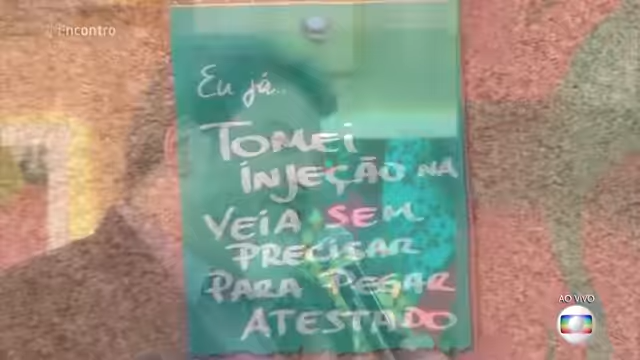 #Encontro
Eu já...
TOMEI
INJEÇÃO NA
VEIA SEM
PRECISAR
PARA PEGAR
ATESTADO
AO VIVO